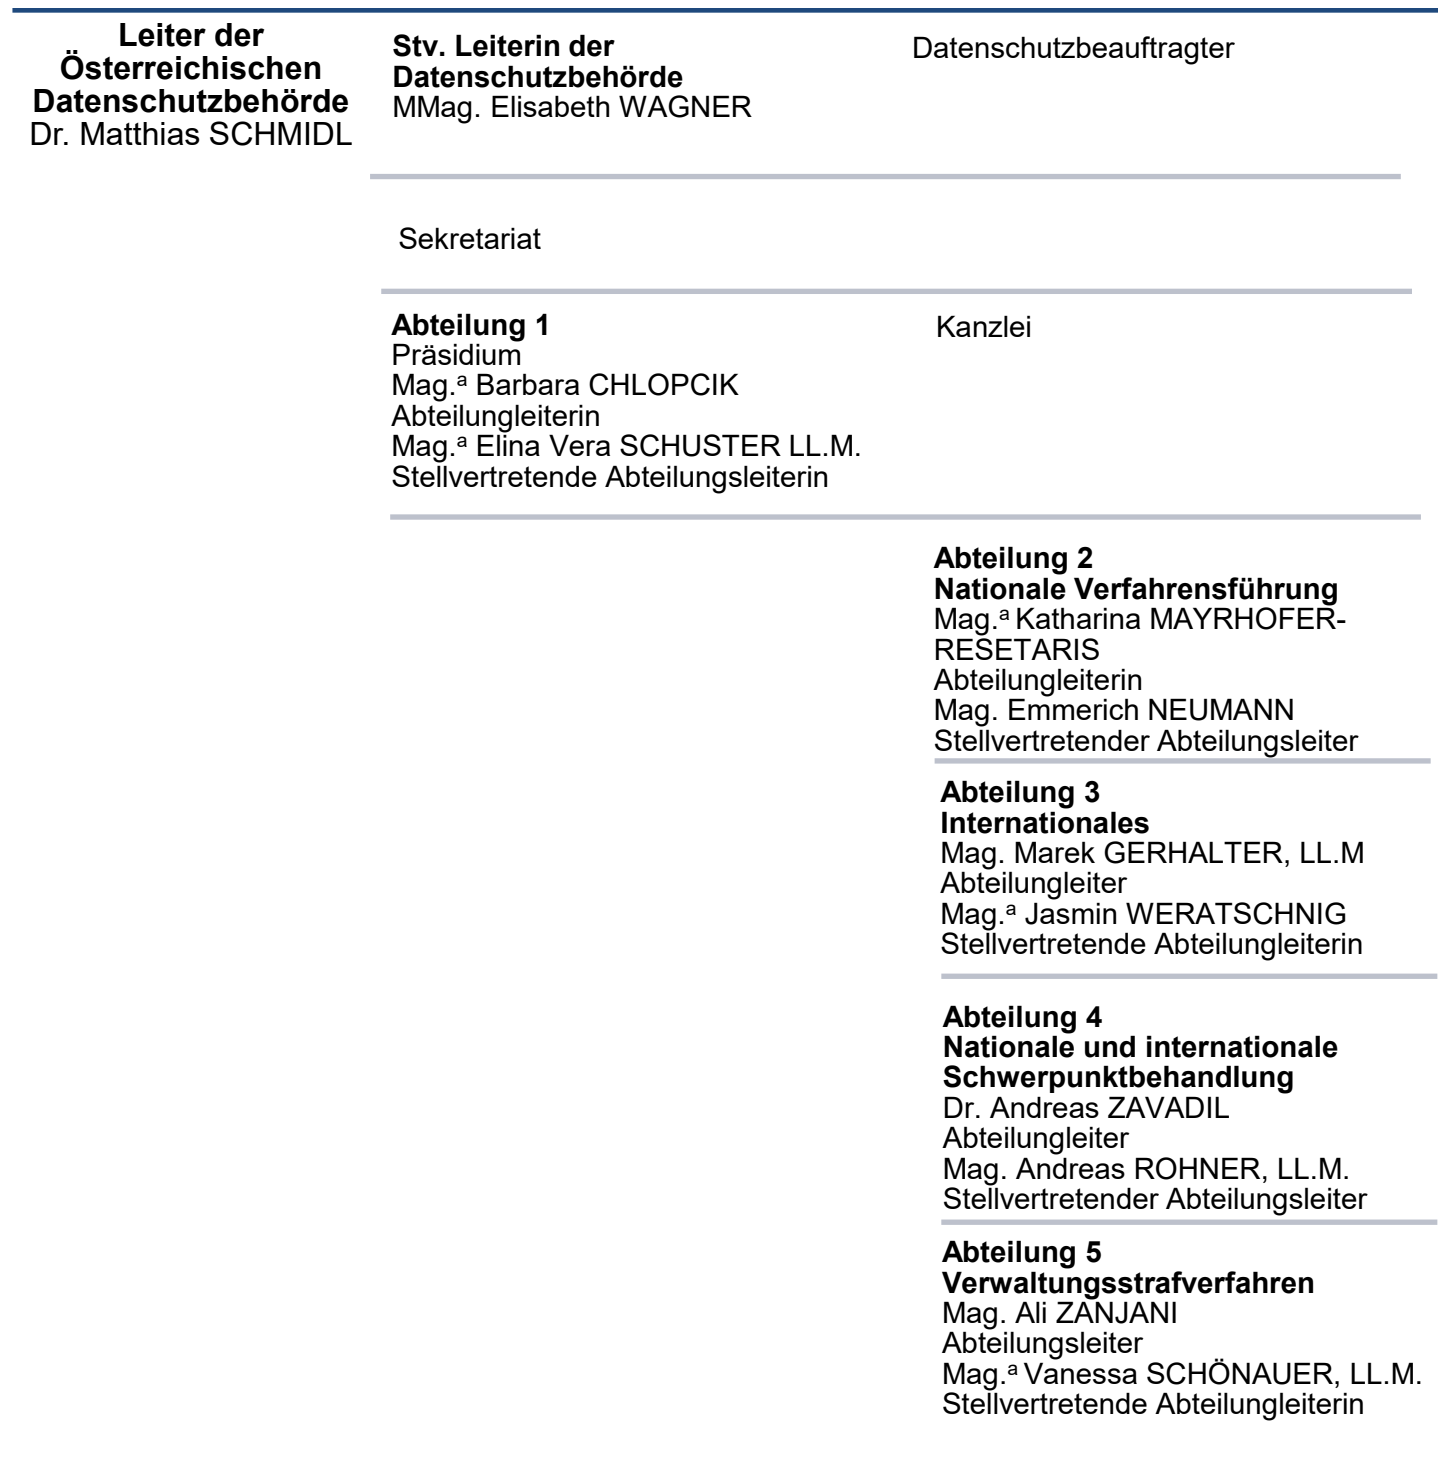 Leiter der
Österreichischen
Datenschutzbehörde
Dr. Matthias SCHMIDL
Stv. Leiterin der
Datenschutzbehörde
MMag. Elisabeth WAGNER
Datenschutzbeauftragter
Sekretariat
Abteilung 1
Präsidium
Mag.ª Barbara CHLOPCIK
Abteilungleiterin
Mag.ª Elina Vera SCHUSTER LL.M.
Stellvertretende Abteilungsleiterin
Kanzlei
Abteilung 2
Nationale Verfahrensführung
Mag.ª Katharina MAYRHOFER-
RESETARIS
Abteilungleiterin
Mag. Emmerich NEUMANN
Stellvertretender Abteilungsleiter
Abteilung 3
Internationales
Mag. Marek GERHALTER, LL.M
Abteilungleiter
Mag.ª Jasmin WERATSCHNIG
Stellvertretende Abteilungleiterin
Abteilung 4
Nationale und internationale
Schwerpunktbehandlung
Dr. Andreas ZAVADIL
Abteilungleiter
Mag. Andreas ROHNER, LL.M.
Stellvertretender Abteilungsleiter
Abteilung 5
Verwaltungsstrafverfahren
Mag. Ali ZANJANI
Abteilungsleiter
Mag.ª Vanessa SCHÖNAUER, LL.M.
Stellvertretende Abteilungleiterin